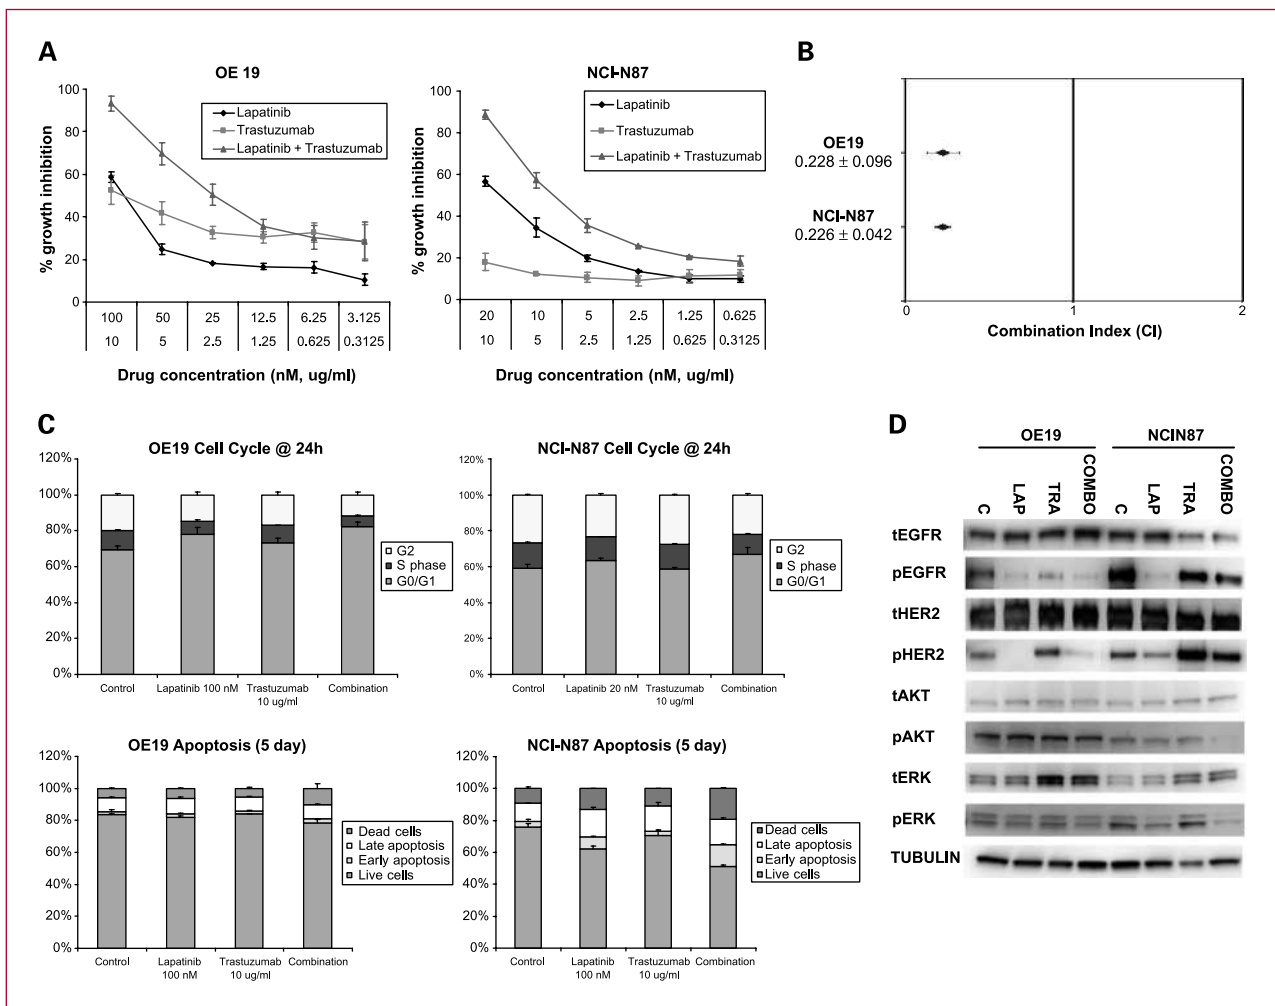 A
OE 19
% growth inhibition
100
80
60
40
20
0
Lapatinib
Trastuzumab
Lapatinib + Trastuzumab
100 50 25 12.5 6.25 3.125
10 5 2.5 1.25 0.625 0.3125
Drug concentration (nM, ug/ml)
NCI-N87
% growth inhibition
100
80
60
40
20
0
Lapatinib
Trastuzumab
Lapatinib + Trastuzumab
20 10 5 2.5 1.25 0.625
10 5 2.5 1.25 0.625 0.3125
Drug concentration (nM, ug/ml)
B
OE19
0.228 ± 0.096
NCI-N87
0.226 ± 0.042
0 1 2
Combination Index (CI)
C
OE19 Cell Cycle @ 24h
120%
100%
80%
60%
40%
20%
0%
G2
S phase
G0/G1
Control Lapatinib 100 nM Trastuzumab Combination
10 ug/ml
NCI-N87 Cell Cycle @ 24h
120%
100%
80%
60%
40%
20%
0%
G2
S phase
G0/G1
Control Lapatinib 20 nM Trastuzumab Combination
10 ug/ml
OE19 Apoptosis (5 day)
120%
100%
80%
60%
40%
20%
0%
Dead cells
Late apoptosis
Early apoptosis
Live cells
Control Lapatinib Trastuzumab Combination
100 nM 10 ug/ml
NCI-N87 Apoptosis (5 day)
120%
100%
80%
60%
40%
20%
0%
Dead cells
Late apoptosis
Early apoptosis
Live cells
Control Lapatinib Trastuzumab Combination
100 nM 10 ug/ml
D
OE19 NCIN87
C LAP TRA COMBO C LAP TRA COMBO
tEGFR
pEGFR
tHER2
pHER2
tAKT
pAKT
tERK
pERK
TUBULIN